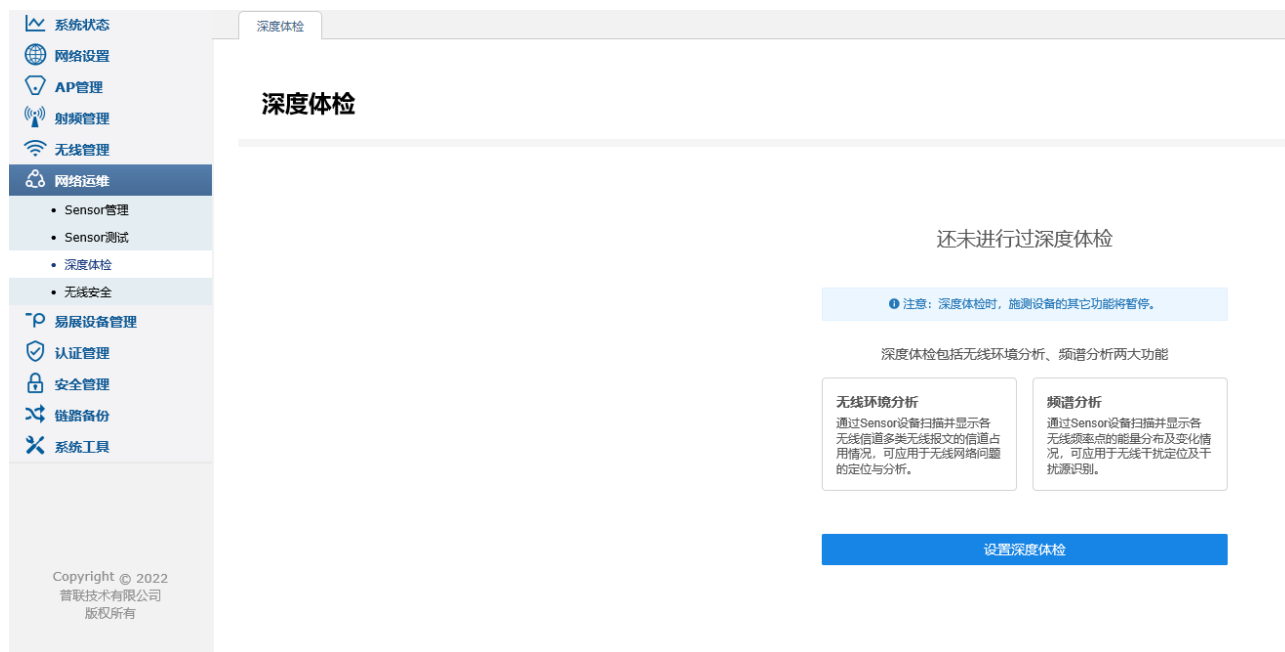 系统状态
网络设置
AP管理
射频管理
无线管理
网络运维
• Sensor管理
• Sensor测试
• 深度体检
• 无线安全
易展设备管理
认证管理
安全管理
链路备份
系统工具
Copyright © 2022
普联技术有限公司
版权所有
深度体检
深度体检
还未进行过深度体检
注意：深度体检时，施测设备的其它功能将暂停。
深度体检包括无线环境分析、频谱分析两大功能
无线环境分析
通过Sensor设备扫描并显示各
无线信道多类无线报文的信道占
用情况，可应用于无线网络问题
的定位与分析。
频谱分析
通过Sensor设备扫描并显示各
无线频率点的能量分布及变化情
况，可应用于无线干扰定位及干
扰源识别。
设置深度体检